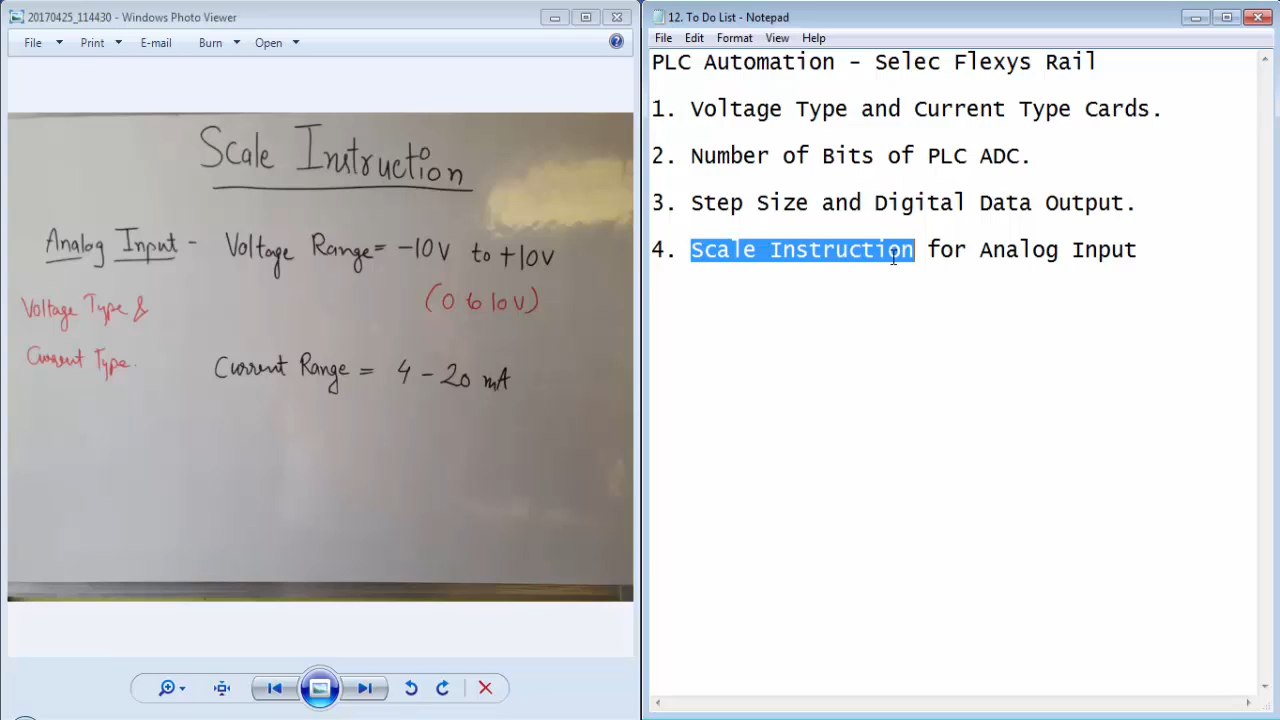 20170425_114430 - Windows Photo Viewer
File Print E-mail Burn Open
Scale Instruction
Analog Input - Voltage Range = -10V to +10V
Voltage Type &
(0 to 10V)
Current Type.
Current Range = 4 - 20 mA
12. To Do List - Notepad
File Edit Format View Help
PLC Automation - Selec Flexys Rail
1. Voltage Type and Current Type Cards.
2. Number of Bits of PLC ADC.
3. Step Size and Digital Data Output.
4. Scale Instruction for Analog Input